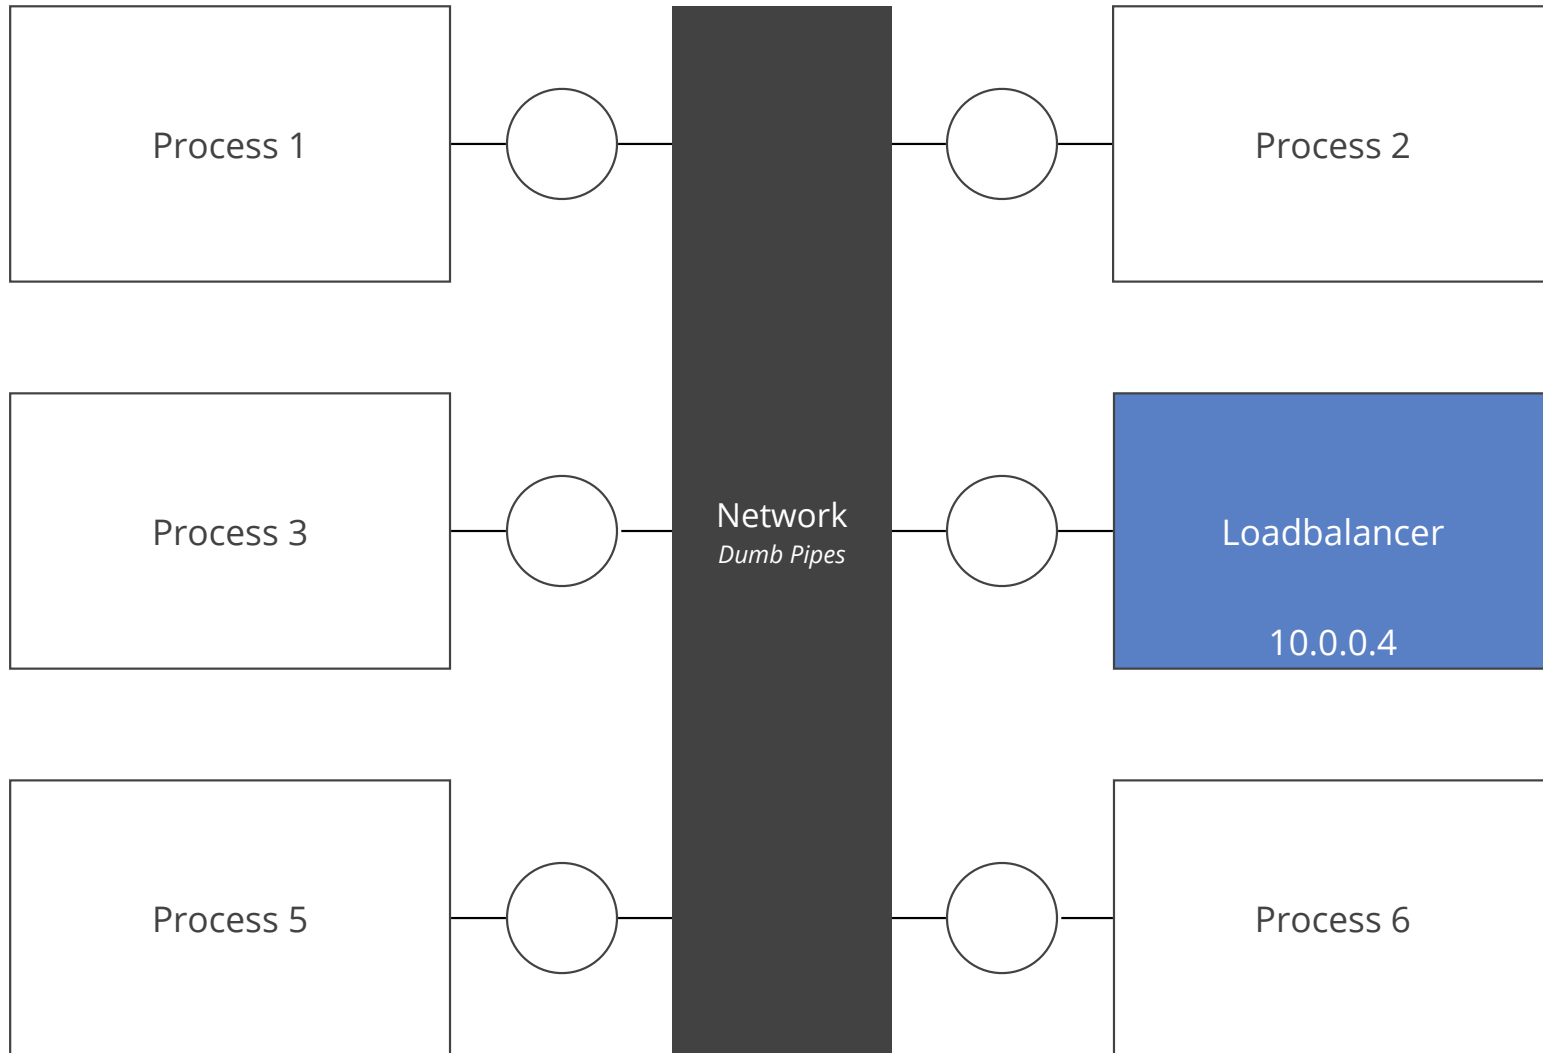 Process 1
Process 2
Process 3
Network
Dumb Pipes
Loadbalancer
10.0.0.4
Process 5
Process 6